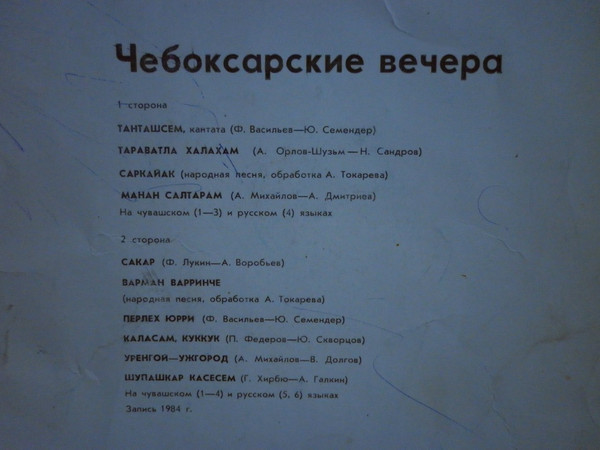 Чебоксарские вечера
1 сторона
ТАНТАШСЕМ, кантата (Ф. Васильев—Ю. Семендер)
ТАРАВАТЛА ХАЛАХАМ (А. Орлов-Шузьм — Н. Сандров)
САРКАЙАК (народная песня, обработка А. Токарева)
МАНАН САЛТАРАМ (А. Михайлов—А. Дмитриев)
На чувашском (1—3) и русском (4) языках
2 сторона
САКАР (Ф. Лукин—А. Воробьев)
ВАРМАН ВАРРИНЧЕ
(народная песня, обработка А. Токарева)
ПЕРЛЕХ ЮРРИ (Ф. Васильев—Ю. Семендер)
КАЛАСАМ, КУККУК (П. Федеров—Ю. Скворцов)
УРЕНГОЙ—УЖГОРОД (А. Михайлов—В. Долгов)
ШУПАШКАР КАСЕСЕМ (Г. Хирбю—А. Галкин)
На чувашском (1—4) и русском (5, 6) языках
Запись 1984 г.